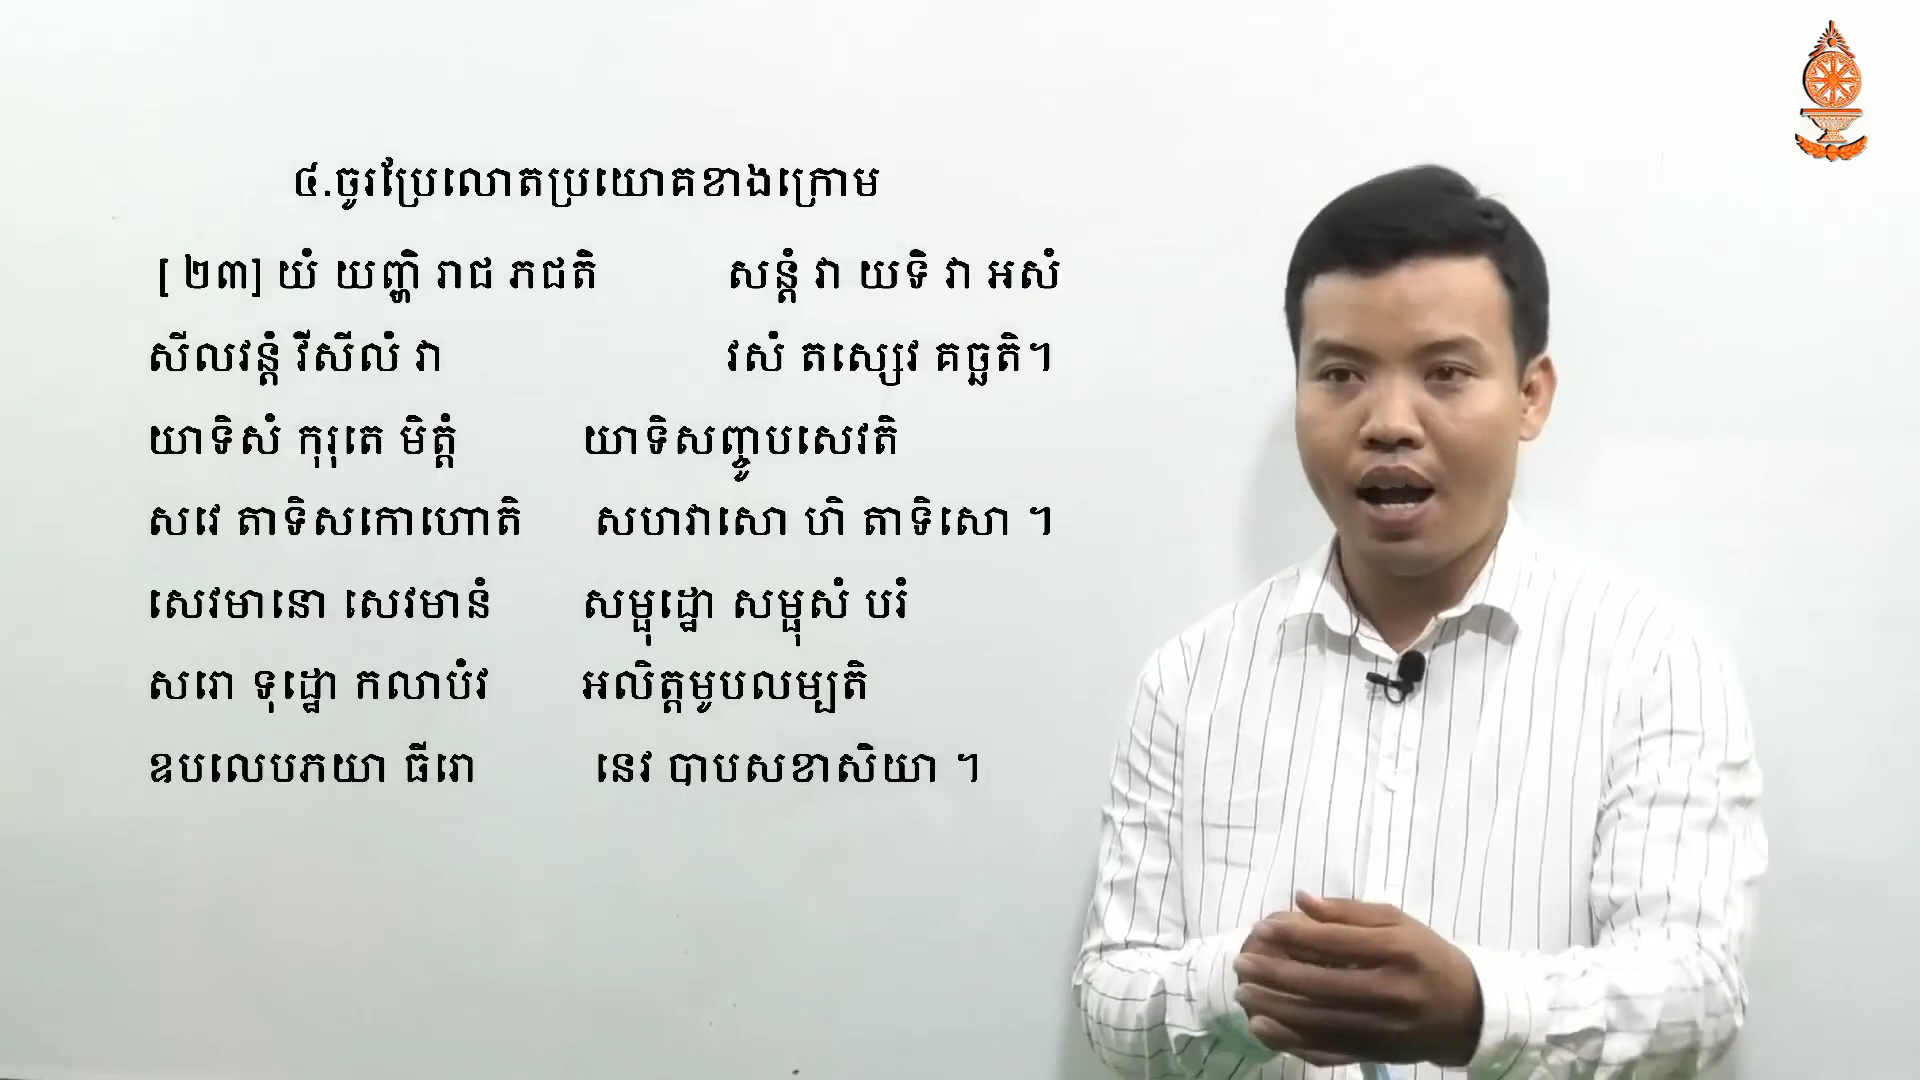 ៤.ចូរប្រែលោតប្រយោគខាងក្រោម
[ ២៣] យំ យញ្ហិ រាជ ភជតិ សន្តំ វា យទិ វា អសំ
សីលវន្តំ វីសីលំ វា វសំ តស្សេវ គច្ឆតិ។
យាទិសំ កុរុតេ មិត្តំ យាទិសញ្ចូបសេវតិ
សវេ តាទិសកោហោតិ សហវាសោ ហិ តាទិសោ ។
សេវមានោ សេវមានំ សម្ផុដ្ឋោ សម្ផុសំ បរំ
សរោ ទុដ្ឋោ កលាបំវ អលិត្តមូបលម្បតិ
ឧបលេបភយា ធីរោ នេវ បាបសខាសិយា ។